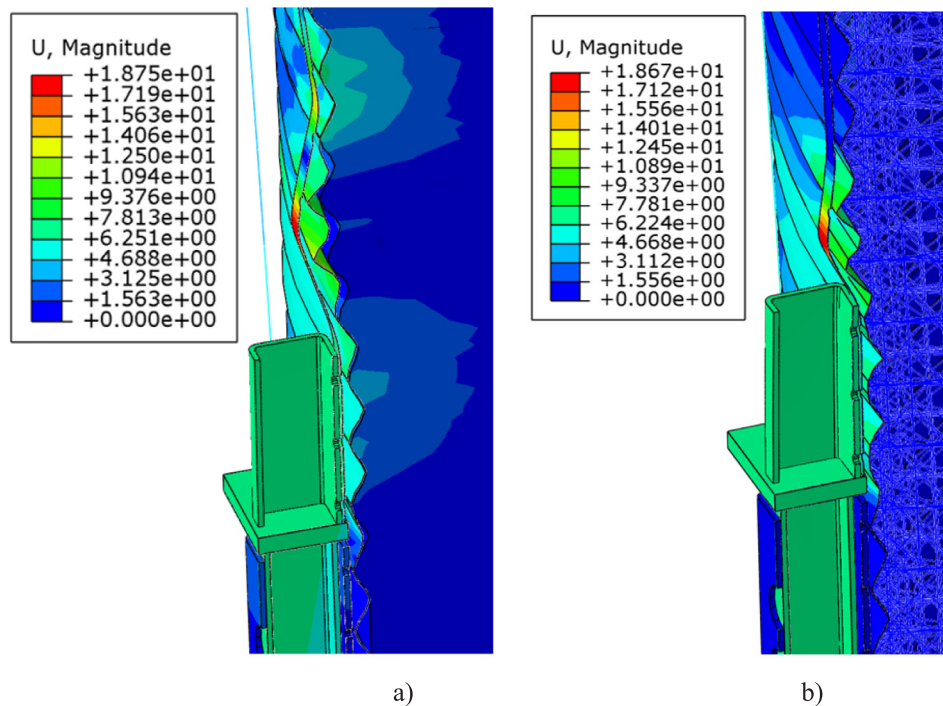 U, Magnitude
+1.875e+01
+1.719e+01
+1.563e+01
+1.406e+01
+1.250e+01
+1.094e+01
+9.376e+00
+7.813e+00
+6.251e+00
+4.688e+00
+3.125e+00
+1.563e+00
+0.000e+00
U, Magnitude
+1.867e+01
+1.712e+01
+1.556e+01
+1.401e+01
+1.245e+01
+1.089e+01
+9.337e+00
+7.781e+00
+6.224e+00
+4.668e+00
+3.112e+00
+1.556e+00
+0.000e+00
a)
b)